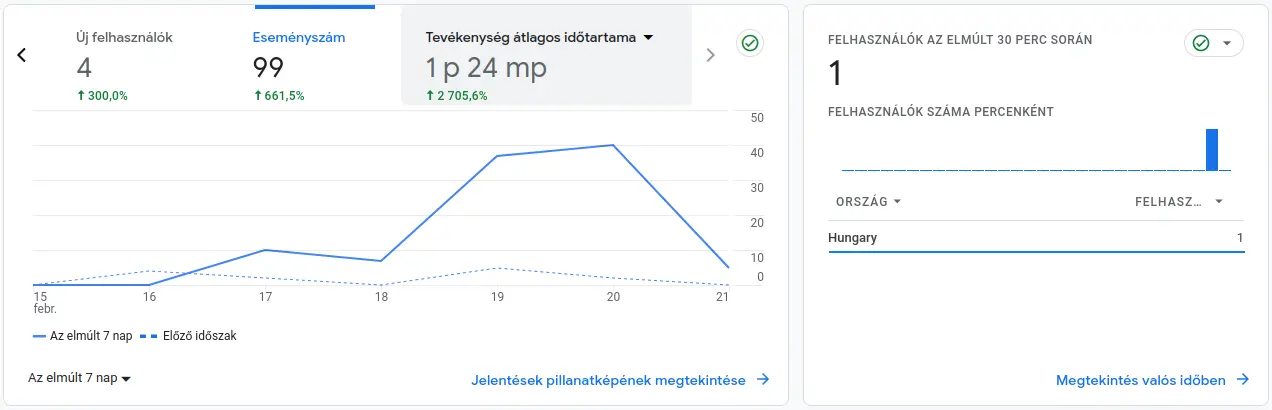 Új felhasználók
4
300,0%
Eseményszám
99
661,5%
Tevékenység átlagos időtartama
1 p 24 mp
2 705,6%
50
40
30
20
10
0
15 febr.
16
17
18
19
20
21
Az elmúlt 7 nap
Előző időszak
Az elmúlt 7 nap
Jelentések pillanatképének megtekintése
FELHASZNÁLÓK AZ ELMÚLT 30 PERC SORÁN
1
FELHASZNÁLÓK SZÁMA PERCENKÉNT
ORSZÁG
FELHASZ…
Hungary
1
Megtekintés valós időben